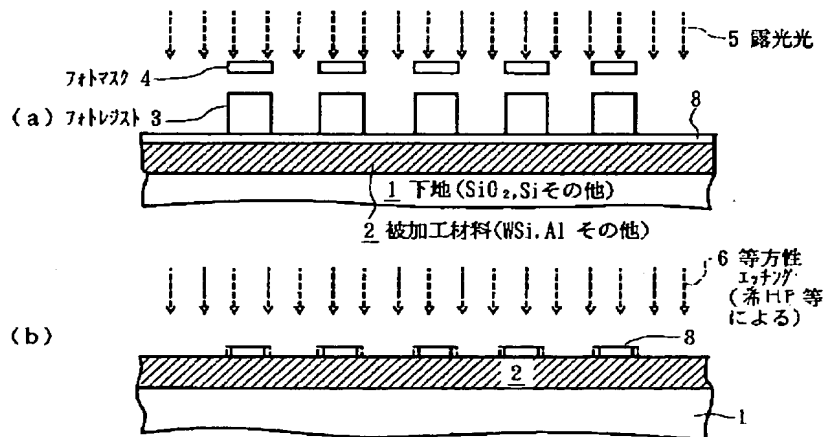 5 露光光
フォトマスク 4
8
(a) フォトレジスト 3
1 下地(SiO₂,Siその他)
2 被加工材料(WSi.Al その他)
6 等方性
エッチング
(希HF等
による)
(b)
8
2
1